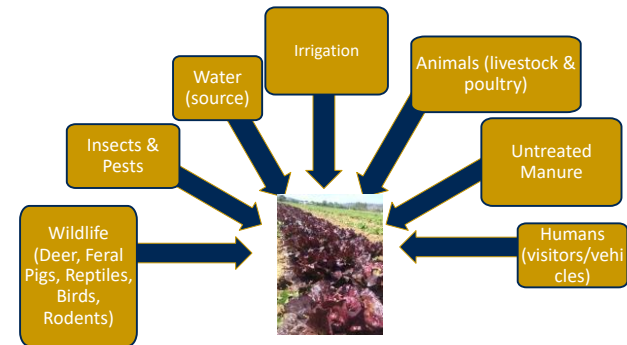 Irrigation
Water
(source)
Animals (livestock &
poultry)
Insects &
Pests
Untreated
Manure
Wildlife
(Deer, Feral
Pigs, Reptiles,
Birds,
Rodents)
Humans
(visitors/vehi
cles)